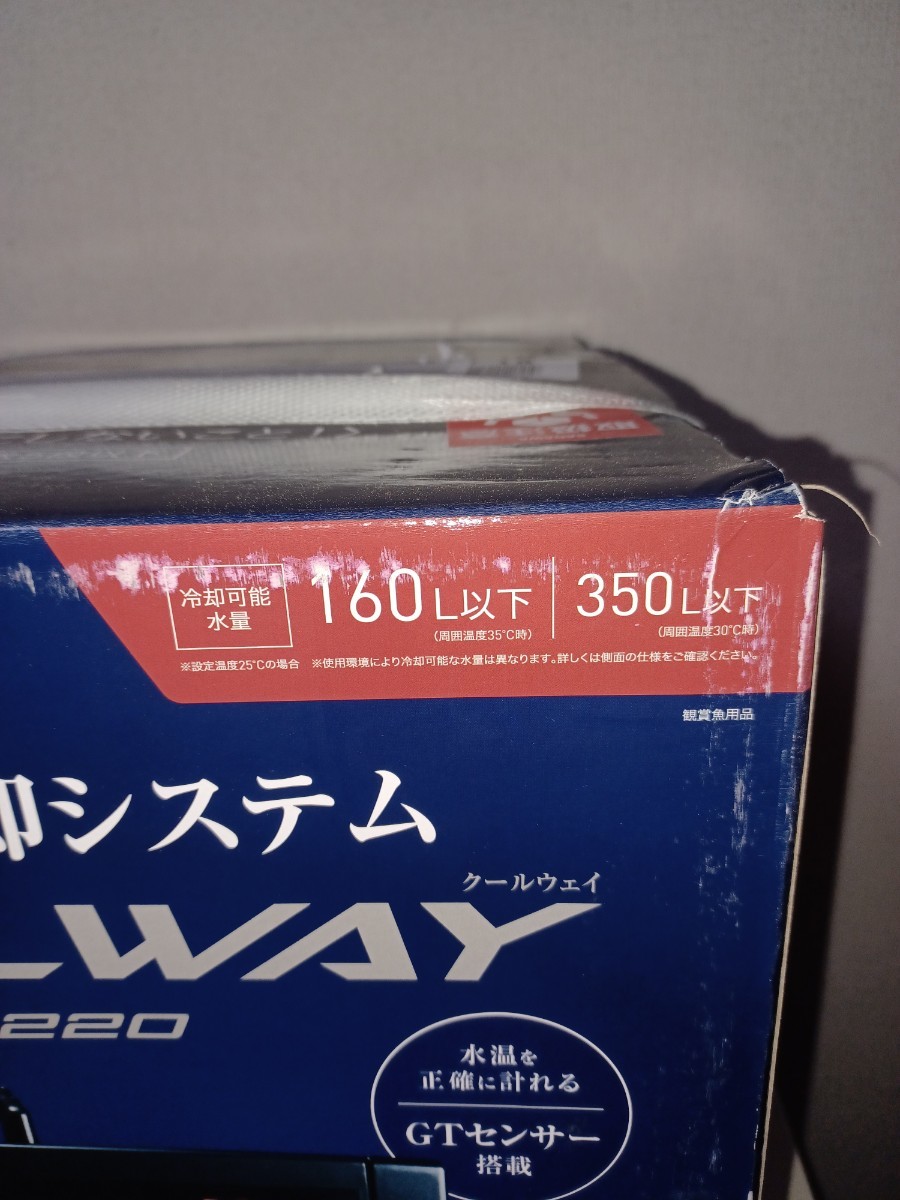 冷却可能
水量
160L以下
(周囲温度35℃時)
350L以下
(周囲温度30℃時)
※設定温度25℃の場合 ※使用環境により冷却可能な水量は異なります。詳しくは側面の仕様をご確認ください。
観賞魚用品
却システム
クールウェイ
LWAY
220
水温を
正確に計れる
GTセンサー
搭載